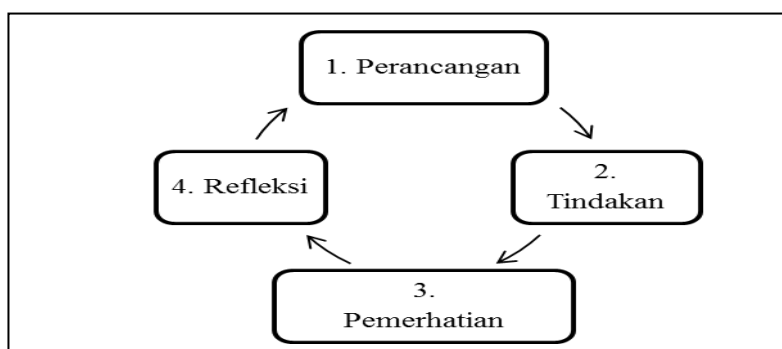 1. Perancangan
2.
Tindakan
3.
Pemerhatian
4. Refleksi